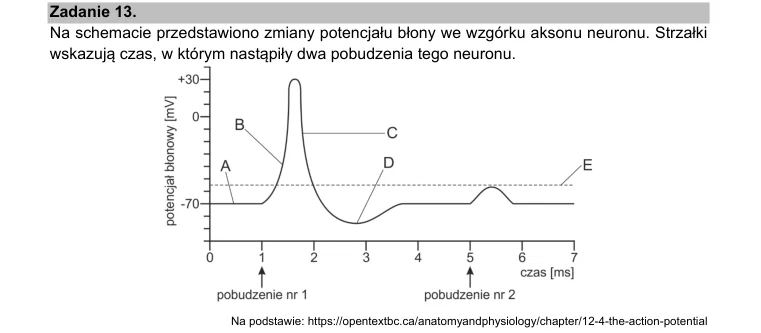 Zadanie 13.
Na schemacie przedstawiono zmiany potencjału błony we wzgórku aksonu neuronu. Strzałki
wskazują czas, w którym nastąpiły dwa pobudzenia tego neuronu.
potencjał błonowy [mV]
+30
0
-70
A
B
C
D
E
0 1 2 3 4 5 6 7
czas [ms]
pobudzenie nr 1 pobudzenie nr 2
Na podstawie: https://opentextbc.ca/anatomyandphysiology/chapter/12-4-the-action-potential